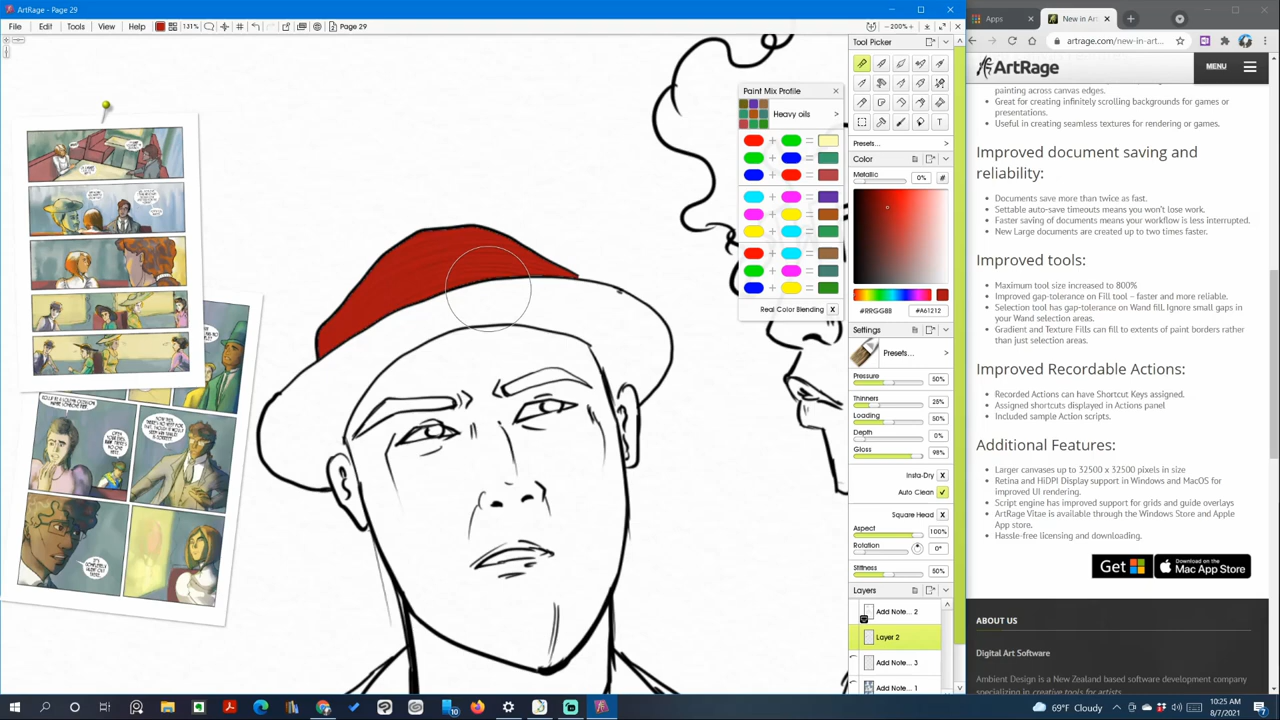 ArtRage - Page 29
File Edit Tools View Help 131% Page 29 -200%
Tool Picker
Presets... >
Color
Metallic 0% #
#RRGGBB #A61212
Settings
Presets... >
Pressure 50%
Thinners 25%
Loading 50%
Depth 0%
Gloss 98%
Insta-Dry X
Auto Clean ✓
Square Head X
Aspect 100%
Rotation 0°
Stiffness 50%
Layers
Add Note... 2
Layer 2
Add Note... 3
Add Note... 1
Paint Mix Profile ×
Heavy oils >
+ =
+ =
+ =
+ =
+ =
+ =
+ =
+ =
+ =
Real Color Blending X
Apps
New in Art
artrage.com/new-in-art...
ArtRage MENU
painting across canvas edges.
Great for creating infinitely scrolling backgrounds for games or
presentations.
Useful in creating seamless textures for rendering or games.
Improved document saving and
reliability:
Documents save more than twice as fast.
Settable auto-save timeouts means you won't lose work.
Faster saving of documents means your workflow is less interrupted.
New Large documents are created up to two times faster.
Improved tools:
Maximum tool size increased to 800%
Improved gap-tolerance on Fill tool – faster and more reliable.
Selection tool has gap-tolerance on Wand fill. Ignore small gaps in
your Wand selection areas.
Gradient and Texture Fills can fill to extents of paint borders rather
than just selection areas.
Improved Recordable Actions:
Recorded Actions can have Shortcut Keys assigned.
Assigned shortcuts displayed in Actions panel
Included sample Action scripts.
Additional Features:
Larger canvases up to 32500 x 32500 pixels in size
Retina and HiDPI Display support in Windows and MacOS for
improved UI rendering.
Script engine has improved support for grids and guide overlays
ArtRage Vitae is available through the Windows Store and Apple
App store.
Hassle-free licensing and downloading.
Get
Download on the
Mac App Store
ABOUT US
Digital Art Software
Ambient Design is a New Zealand based software development company
specializing in creative tools for artists.
69°F Cloudy
10:25 AM
8/7/2021